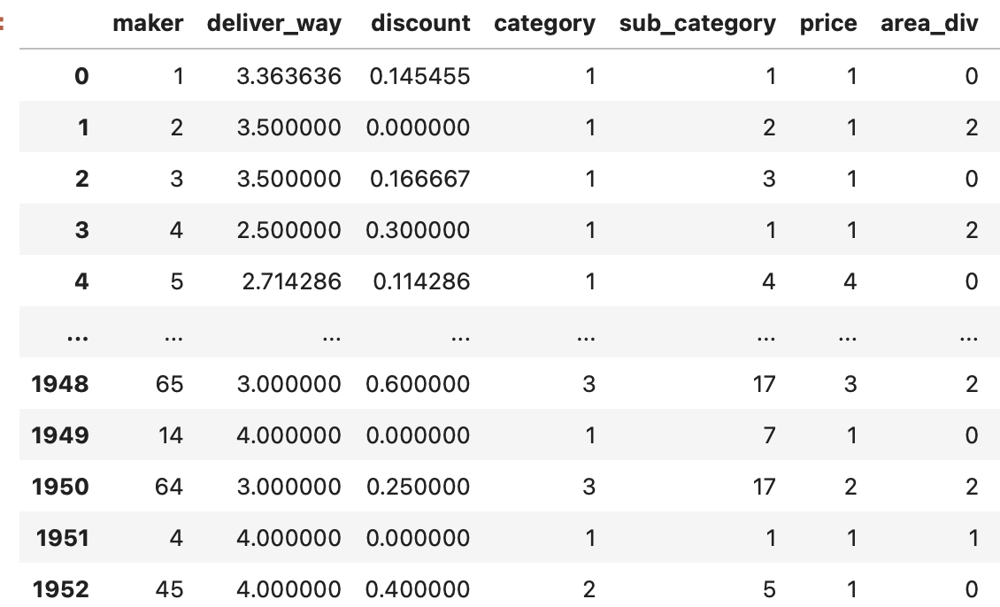 : maker deliver_way discount category sub_category price area_div
0 1 3.363636 0.145455 1 1 1 0
1 2 3.500000 0.000000 1 2 1 2
2 3 3.500000 0.166667 1 3 1 0
3 4 2.500000 0.300000 1 1 1 2
4 5 2.714286 0.114286 1 4 4 0
... ... ... ... ... ... ... ...
1948 65 3.000000 0.600000 3 17 3 2
1949 14 4.000000 0.000000 1 7 1 0
1950 64 3.000000 0.250000 3 17 2 2
1951 4 4.000000 0.000000 1 1 1 1
1952 45 4.000000 0.400000 2 5 1 0